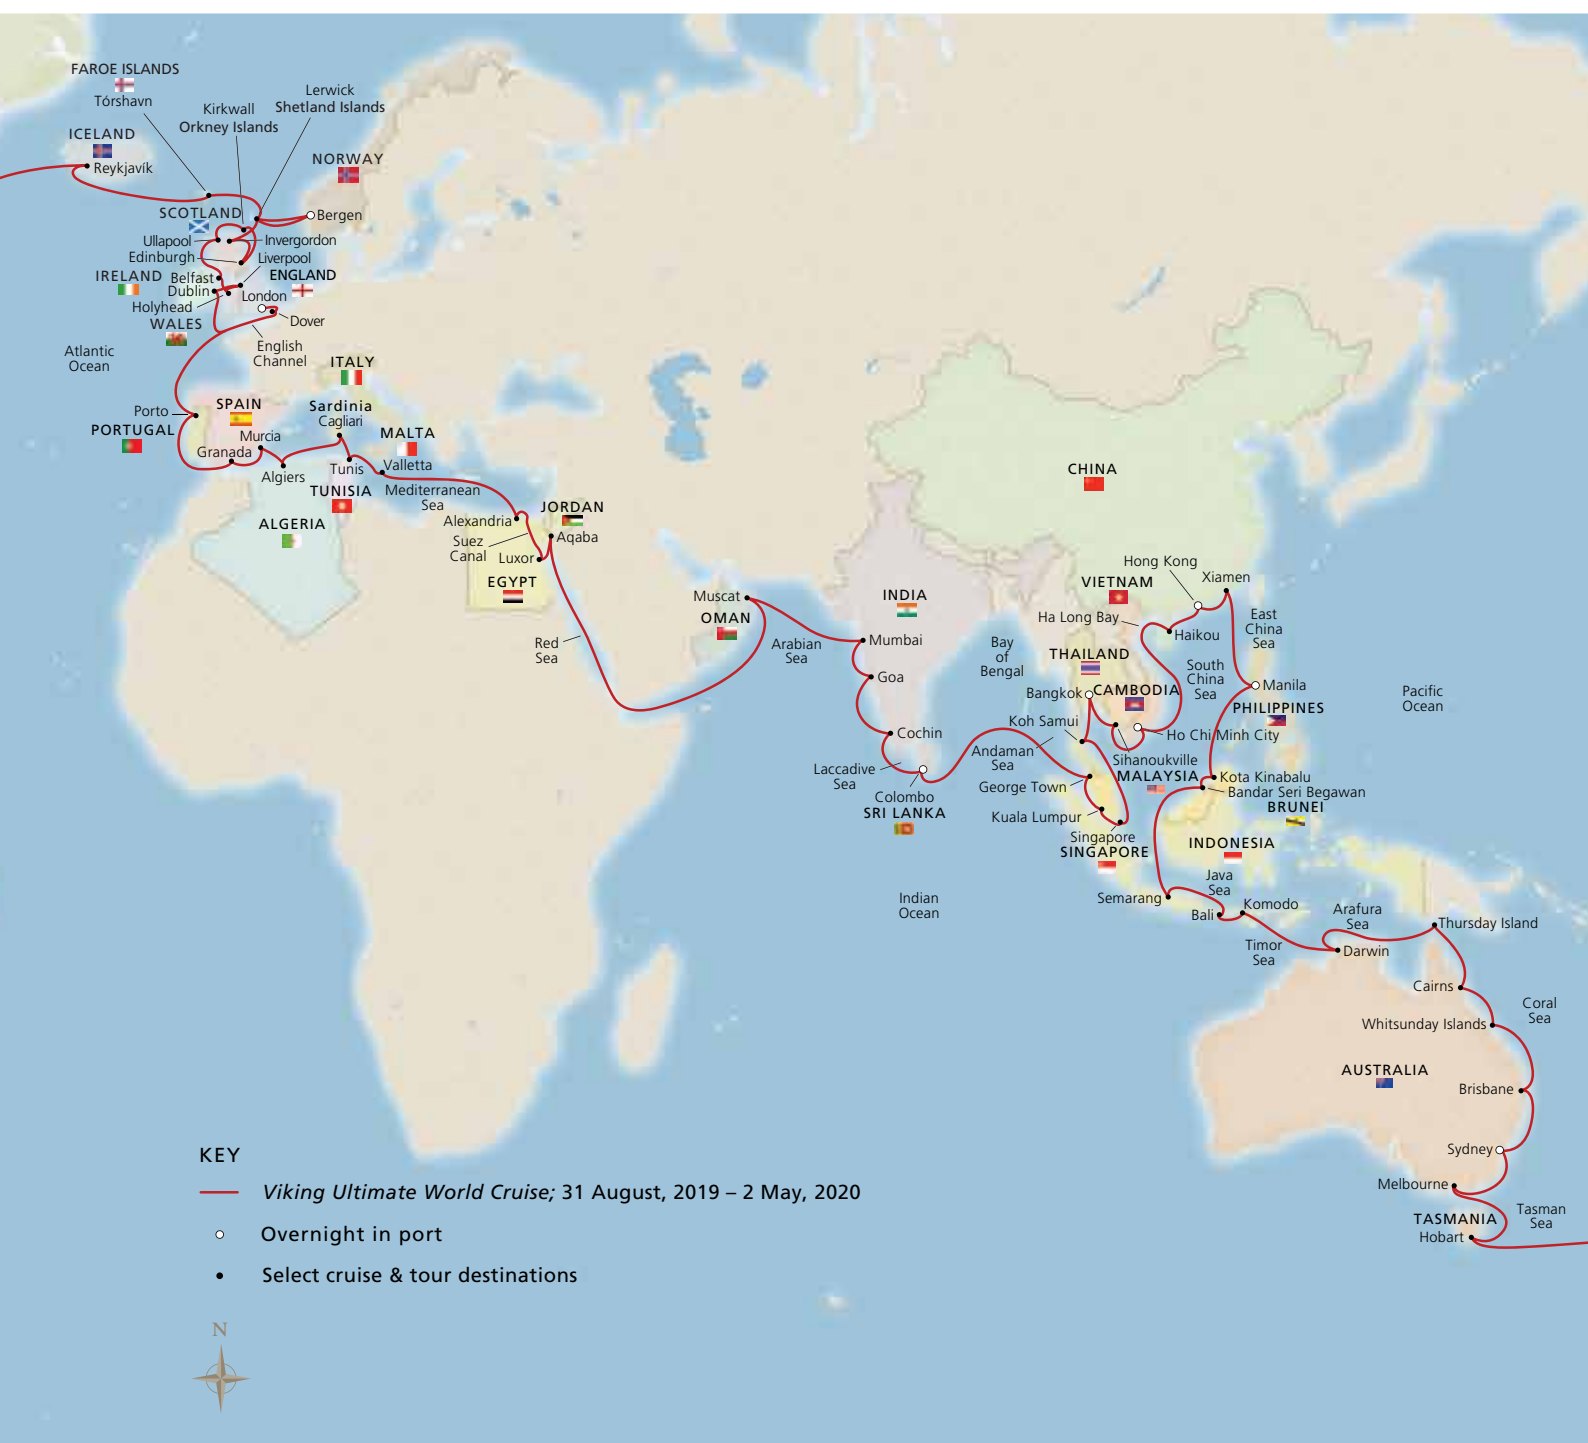 FAROE ISLANDS
Tórshavn
Kirkwall
Orkney Islands
Lerwick
Shetland Islands
ICELAND
Reykjavík
NORWAY
Bergen
SCOTLAND
Ullapool
Invergordon
Edinburgh
Liverpool
IRELAND
Belfast
ENGLAND
Dublin
London
Holyhead
WALES
Dover
English
Channel
Atlantic
Ocean
ITALY
SPAIN
Sardinia
Cagliari
Porto
PORTUGAL
Murcia
MALTA
Granada
Algiers
Tunis
Valletta
TUNISIA
Mediterranean
Sea
ALGERIA
JORDAN
Alexandria
Suez
Canal
Aqaba
Luxor
EGYPT
Red
Sea
Muscat
OMAN
Arabian
Sea
INDIA
Mumbai
Goa
Cochin
Laccadive
Sea
Colombo
SRI LANKA
Bay
of
Bengal
CHINA
Hong Kong
Xiamen
VIETNAM
Ha Long Bay
Haikou
East
China
Sea
THAILAND
South
China
Sea
Bangkok
CAMBODIA
Manila
PHILIPPINES
Koh Samui
Ho Chi Minh City
Andaman
Sea
Sihanoukville
MALAYSIA
Kota Kinabalu
George Town
Bandar Seri Begawan
BRUNEI
Kuala Lumpur
Singapore
SINGAPORE
INDONESIA
Java
Sea
Pacific
Ocean
Indian
Ocean
Semarang
Bali
Komodo
Arafura
Sea
Thursday Island
Timor
Sea
Darwin
Cairns
Coral
Sea
Whitsunday Islands
AUSTRALIA
Brisbane
Sydney
Melbourne
TASMANIA
Hobart
Tasman
Sea
KEY
Viking Ultimate World Cruise; 31 August, 2019 – 2 May, 2020
Overnight in port
Select cruise & tour destinations
N